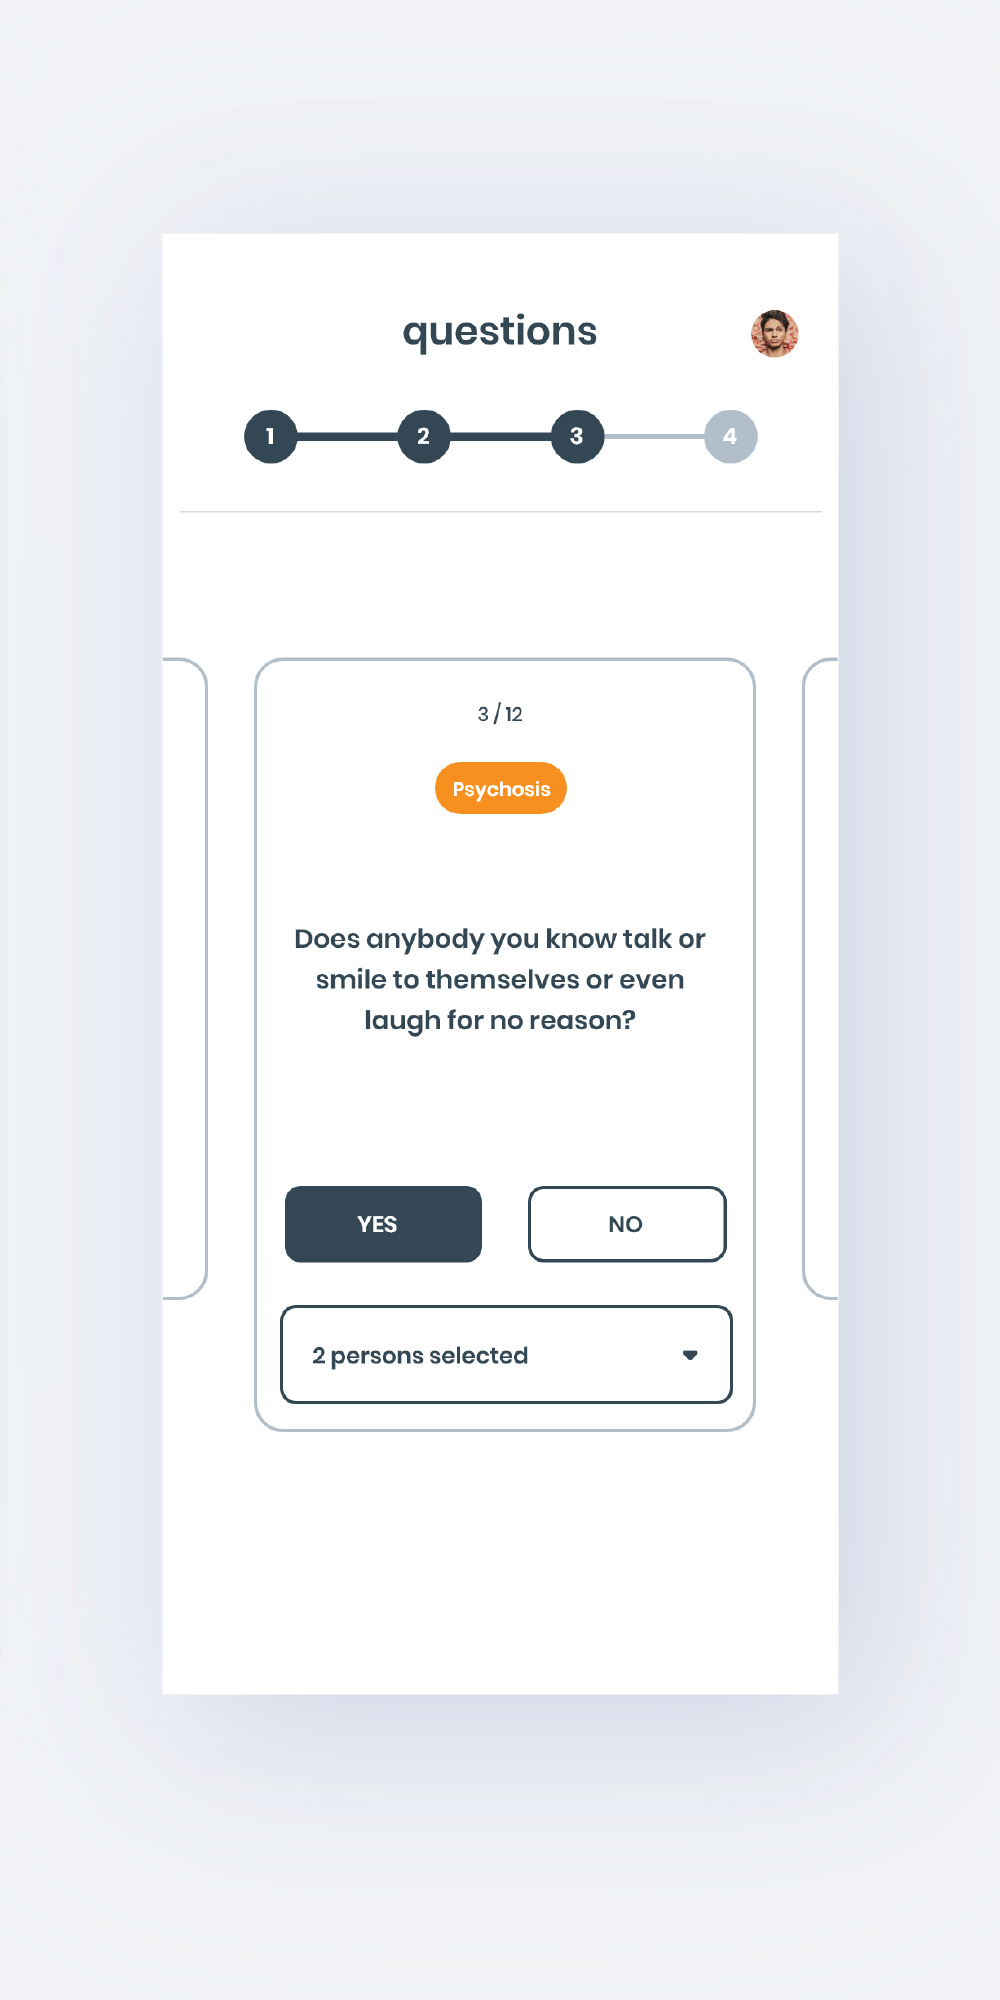 questions
1 2 3 4
3 / 12
Psychosis
Does anybody you know talk or
smile to themselves or even
laugh for no reason?
YES NO
2 persons selected